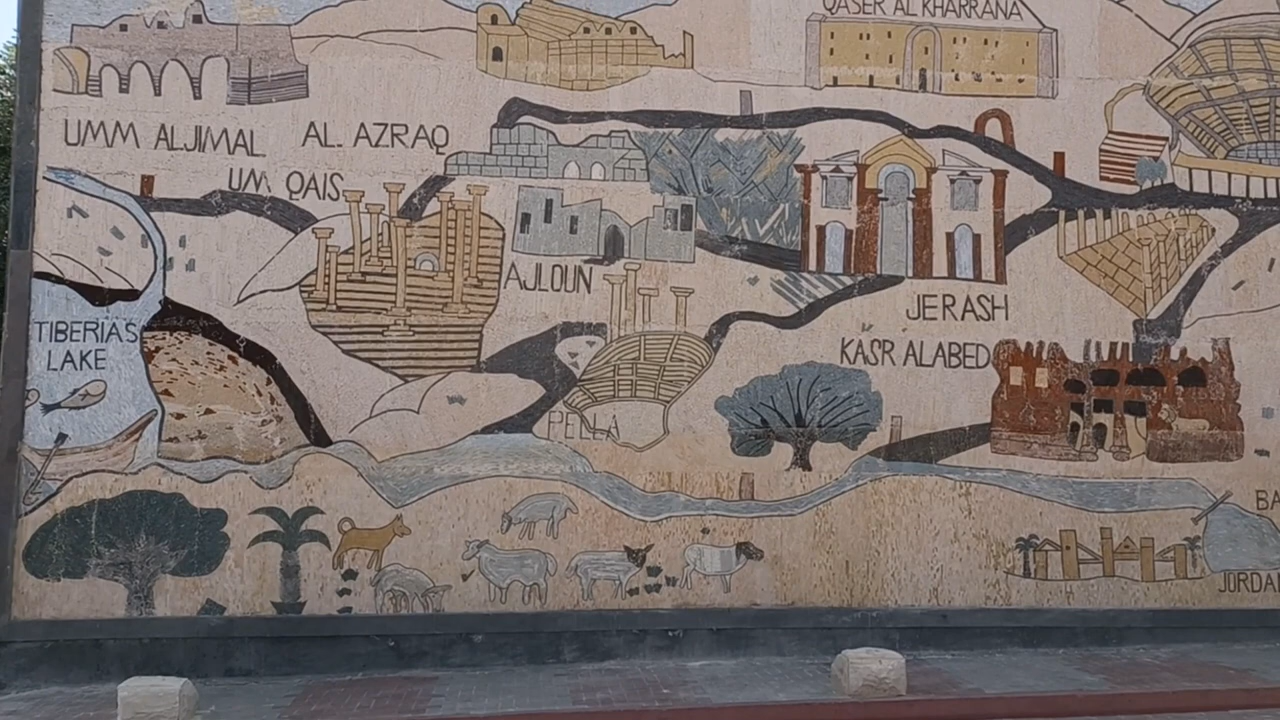 QASER AL KHARRANA
UMM ALJIMAL
AL. AZRAQ
UM QAIS
AJLOUN
JERASH
TIBERIAS
LAKE
KASR ALABED
PELLA